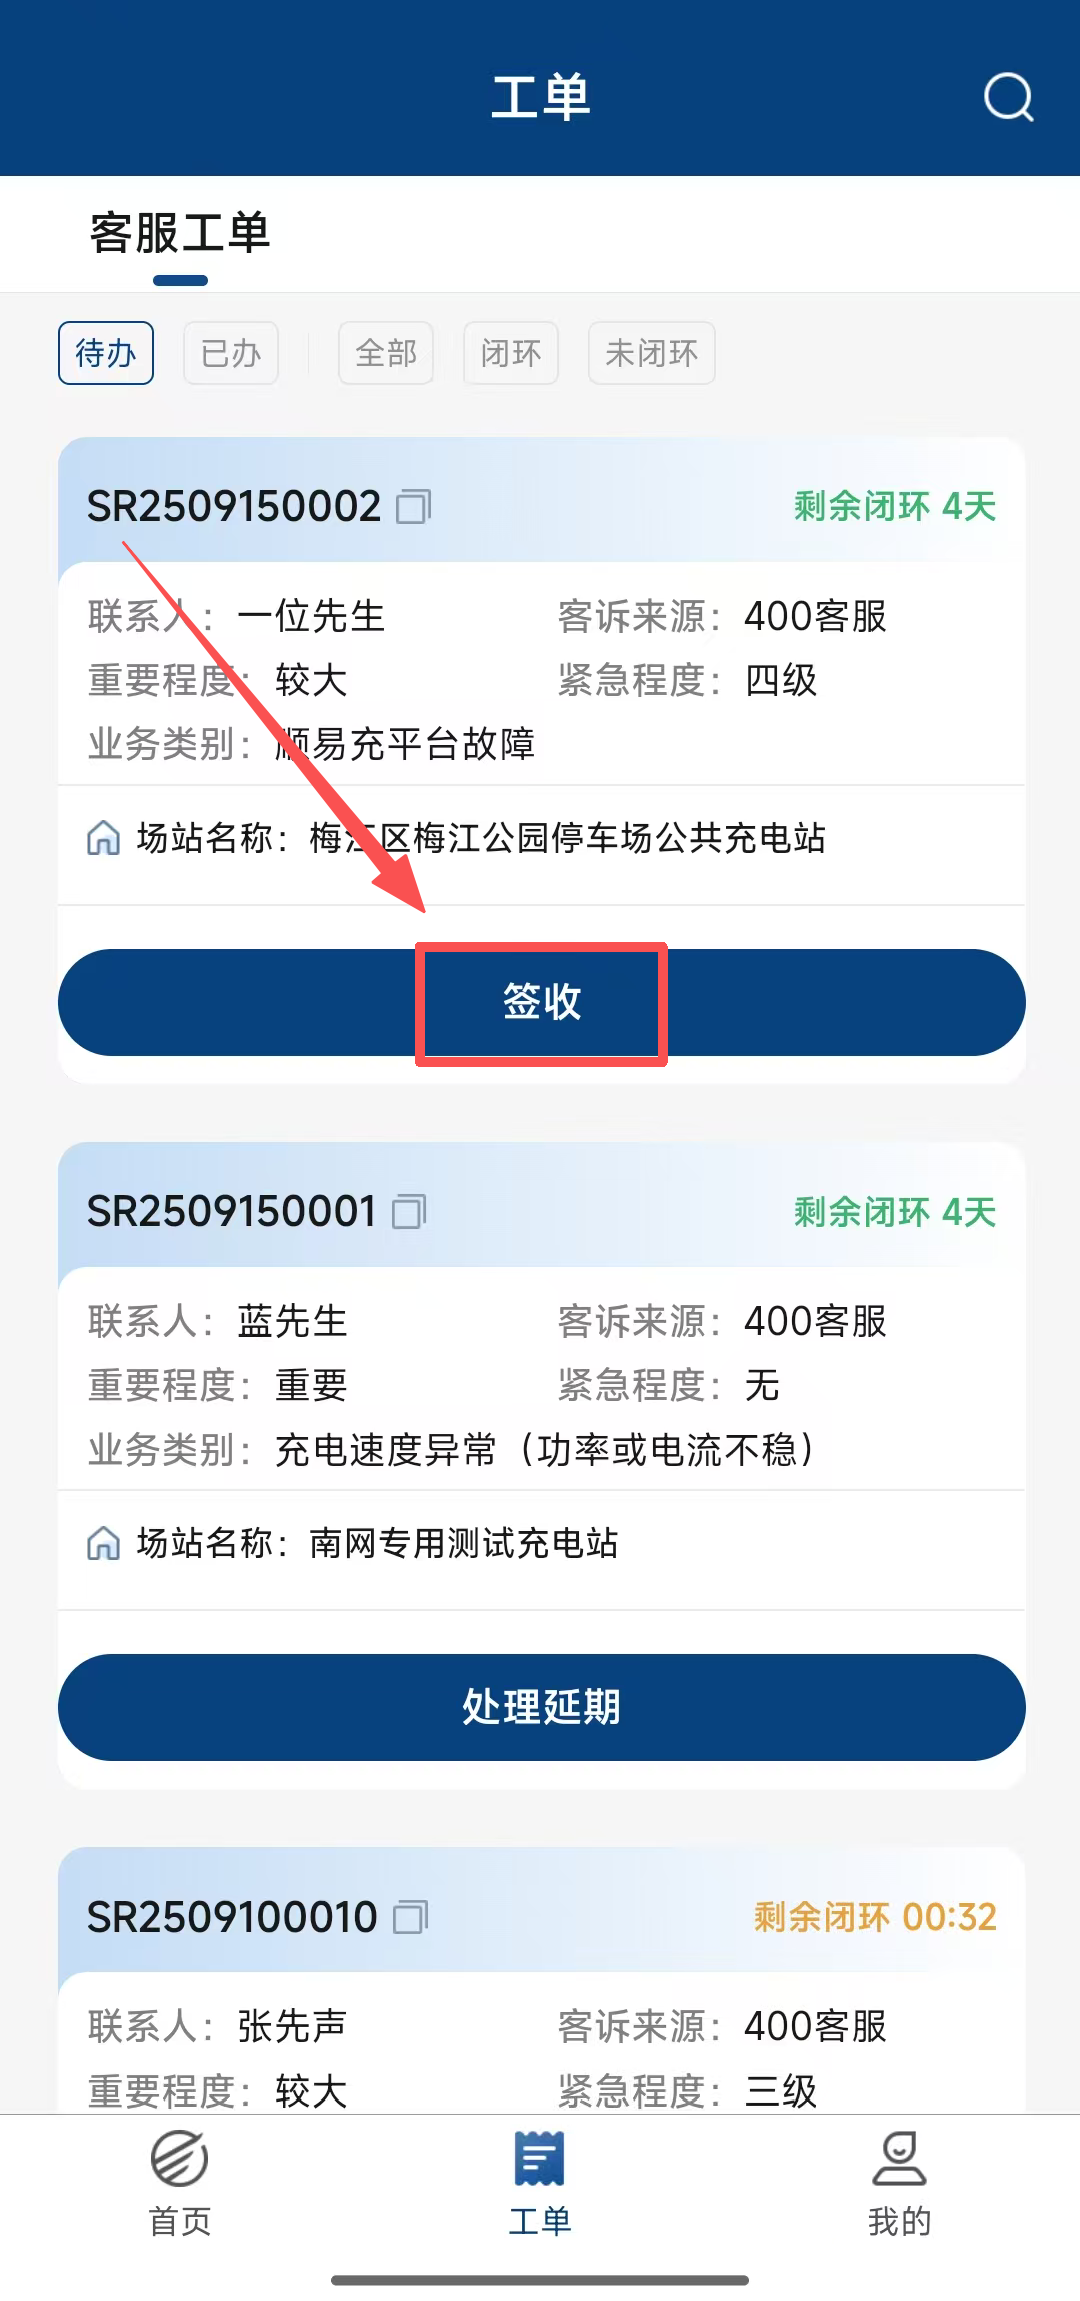 工单
客服工单
待办 已办 全部 闭环 未闭环
SR2509150002 剩余闭环 4天
联系人：一位先生 客诉来源：400客服
重要程度：较大 紧急程度：四级
业务类别：顺易充平台故障
场站名称：梅江区梅江公园停车场公共充电站
签收
SR2509150001 剩余闭环 4天
联系人：蓝先生 客诉来源：400客服
重要程度：重要 紧急程度：无
业务类别：充电速度异常（功率或电流不稳）
场站名称：南网专用测试充电站
处理延期
SR2509100010 剩余闭环 00:32
联系人：张先声 客诉来源：400客服
重要程度：较大 紧急程度：三级
首页 工单 我的